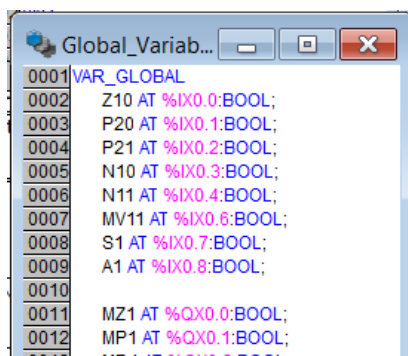 Global_Variab...
0001 VAR_GLOBAL
0002 Z10 AT %IX0.0:BOOL;
0003 P20 AT %IX0.1:BOOL;
0004 P21 AT %IX0.2:BOOL;
0005 N10 AT %IX0.3:BOOL;
0006 N11 AT %IX0.4:BOOL;
0007 MV11 AT %IX0.6:BOOL;
0008 S1 AT %IX0.7:BOOL;
0009 A1 AT %IX0.8:BOOL;
0010
0011 MZ1 AT %QX0.0:BOOL;
0012 MP1 AT %QX0.1:BOOL;